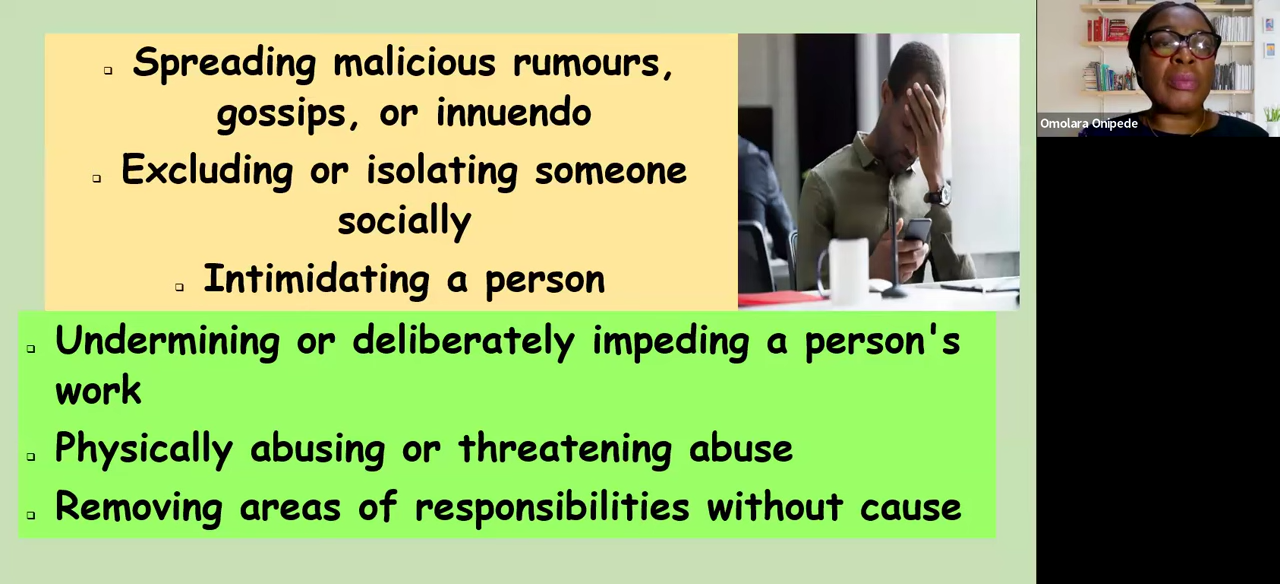 Spreading malicious rumours,
gossips, or innuendo
Excluding or isolating someone
socially
Intimidating a person
Undermining or deliberately impeding a person's
work
Physically abusing or threatening abuse
Removing areas of responsibilities without cause
Omolara Onipede